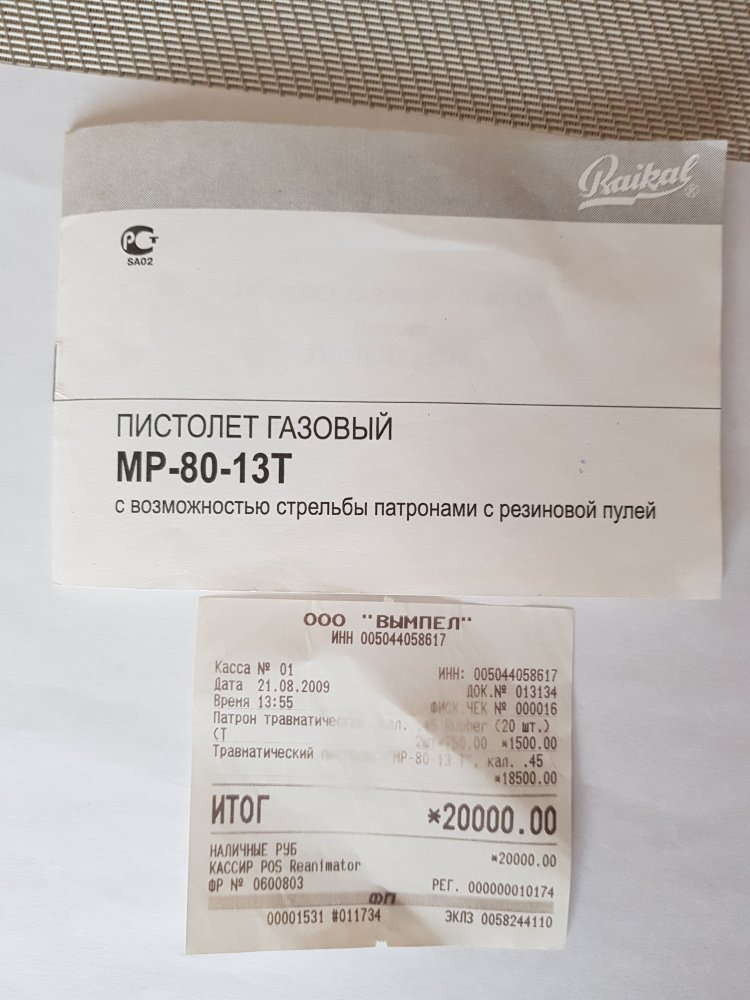 Baikal®
РСТ
SA02
ПИСТОЛЕТ ГАЗОВЫЙ
МР-80-13Т
с возможностью стрельбы патронами с резиновой пулей
ООО "ВЫМПЕЛ"
ИНН 005044058617
Касса № 01 ИНН: 005044058617
Дата 21.08.2009 ДОК.№ 013134
Время 13:55 ФИСК.ЧЕК № 000016
Патрон травматичес кал. .45 Rubber (20 шт.)
СТ *1500.00
Травматический пистолет "МР-80-13 Т", кал. .45
*18500.00
ИТОГ *20000.00
НАЛИЧНЫЕ РУБ *20000.00
КАССИР POS Reanimator
ФР № 0600803 РЕГ. 000000010174
ФП
00001531 #011734 ЭКЛЗ 0058244110